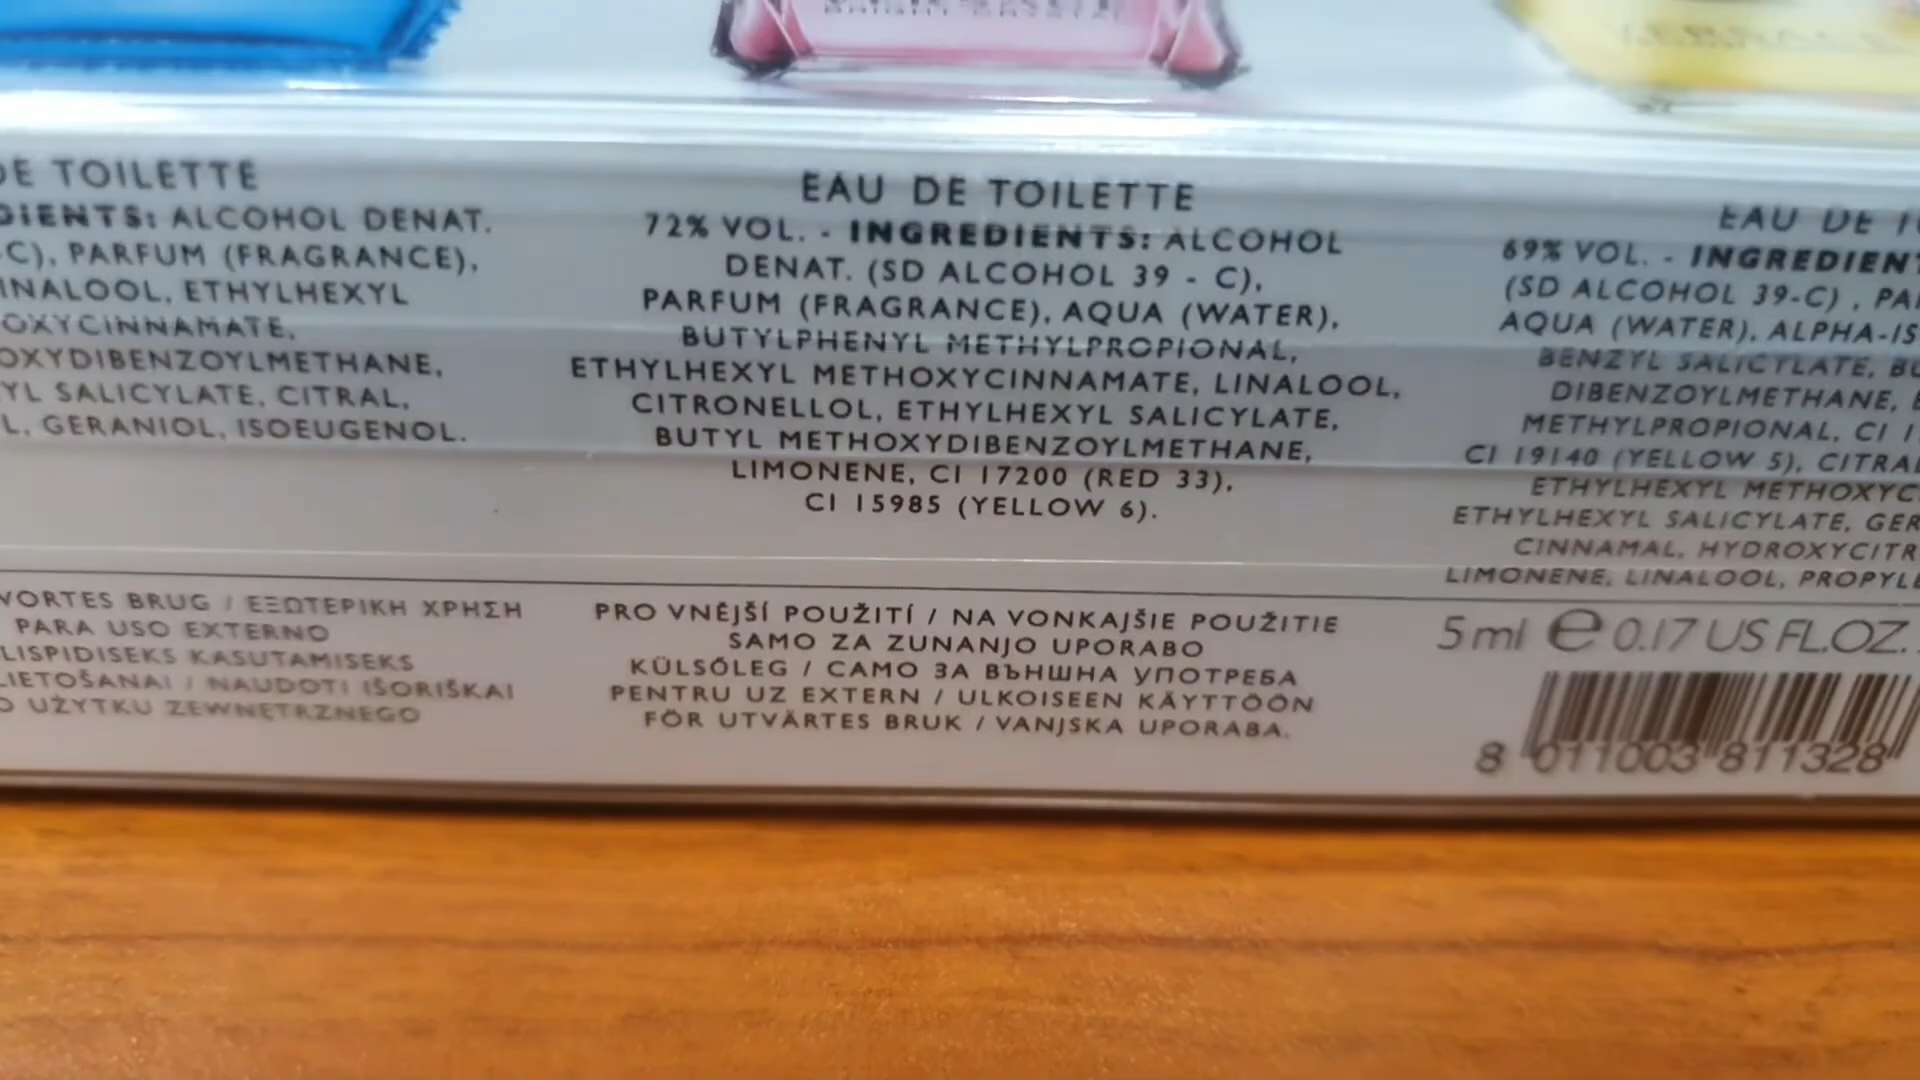 DE TOILETTE
ALCOHOL DENAT.
PARFUM (FRAGRANCE),
ETHYLHEXYL
OXYDIBENZOYLMETHANE,
SALICYLATE, CITRAL,
GERANIOL, ISOEUGENOL.
EAU DE TOILETTE
72% VOL. - INGREDIENTS: ALCOHOL
DENAT. (SD ALCOHOL 39 - C),
PARFUM (FRAGRANCE), AQUA (WATER),
BUTYLPHENYL METHYLPROPIONAL,
ETHYLHEXYL METHOXYCINNAMATE, LINALOOL,
CITRONELLOL, ETHYLHEXYL SALICYLATE,
BUTYL METHOXYDIBENZOYLMETHANE,
LIMONENE, CI 17200 (RED 33),
CI 15985 (YELLOW 6).
EAU DE
69% VOL. - INGREDIEN
(SD ALCOHOL 39-C) , PA
AQUA (WATER), ALPHA-IS
BENZYL SALICYLATE, BU
DIBENZOYLMETHANE,
METHYLPROPIONAL, CI 1
CI 19140 (YELLOW 5), CITRAL
ETHYLHEXYL METHOXYC
ETHYLHEXYL SALICYLATE, GER
CINNAMAL, HYDROXYCITR
LIMONENE, LINALOOL, PROPYLE
VORTES BRUG / ΕΞΩΤΕΡΙΚΗ ΧΡΗΣΗ
PARA USO EXTERNO
LISPIDISEKS KASUTAMISEKS
LIETOŠANAI / NAUDOTI IŠORIŠKAI
UŻYTKU ZEWNĘTRZNEGO
PRO VNĚJŠÍ POUŽITÍ / NA VONKAJŠIE POUŽITIE
SAMO ZA ZUNANJO UPORABO
KÜLSŐLEG / САМО ЗА ВЪНШНА УПОТРЕБА
PENTRU UZ EXTERN / ULKOISEEN KÄYTTÖÖN
FÖR UTVÄRTES BRUK / VANJSKA UPORABA.
5 ml e 0.17 US FL.OZ.
8 011003 811328